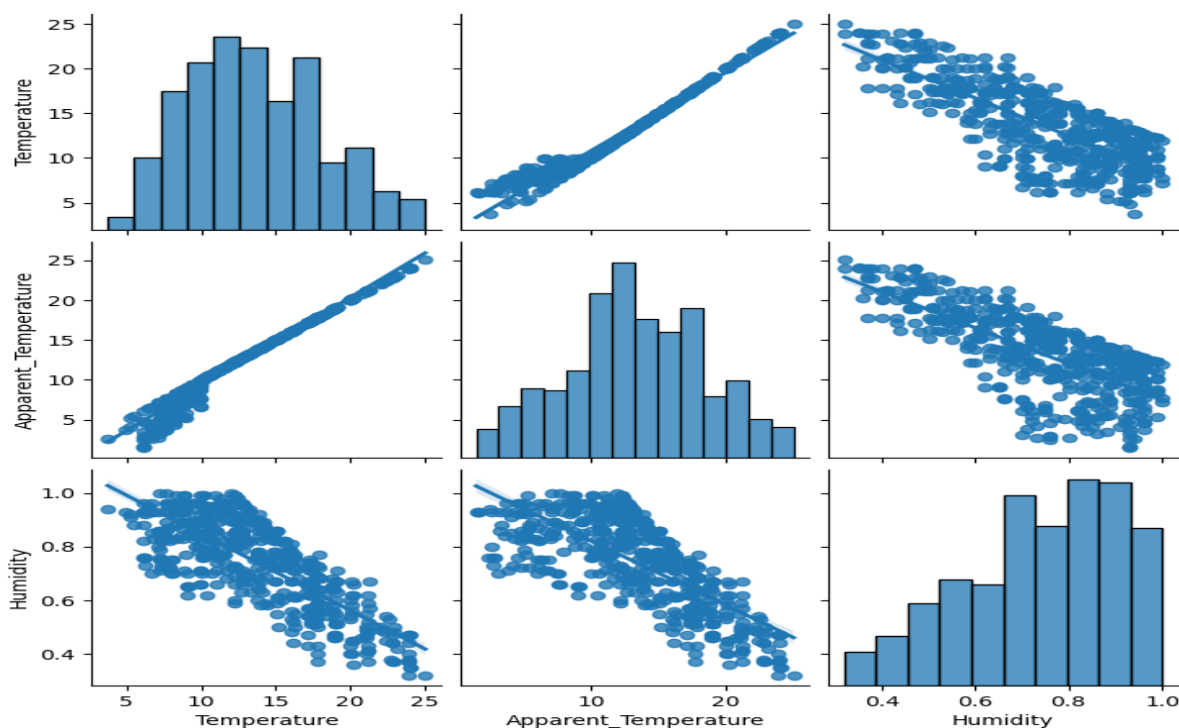 25
20
15
10
5
Temperature
25
20
15
10
5
Apparent_Temperature
1.0
0.8
0.6
0.4
Humidity
5 10 15 20 25
10 20
0.4 0.6 0.8 1.0
Temperature Apparent_Temperature Humidity